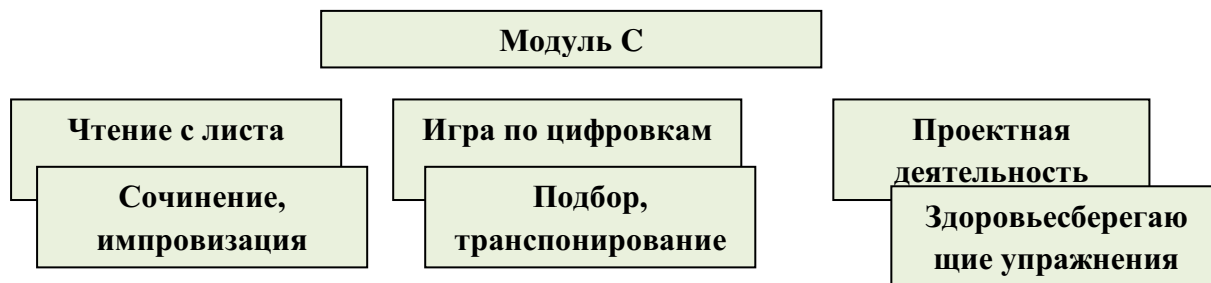 Модуль С
Чтение с листа
Сочинение,
импровизация
Игра по цифровкам
Подбор,
транспонирование
Проектная
деятельность
Здоровьесберегаю
щие упражнения